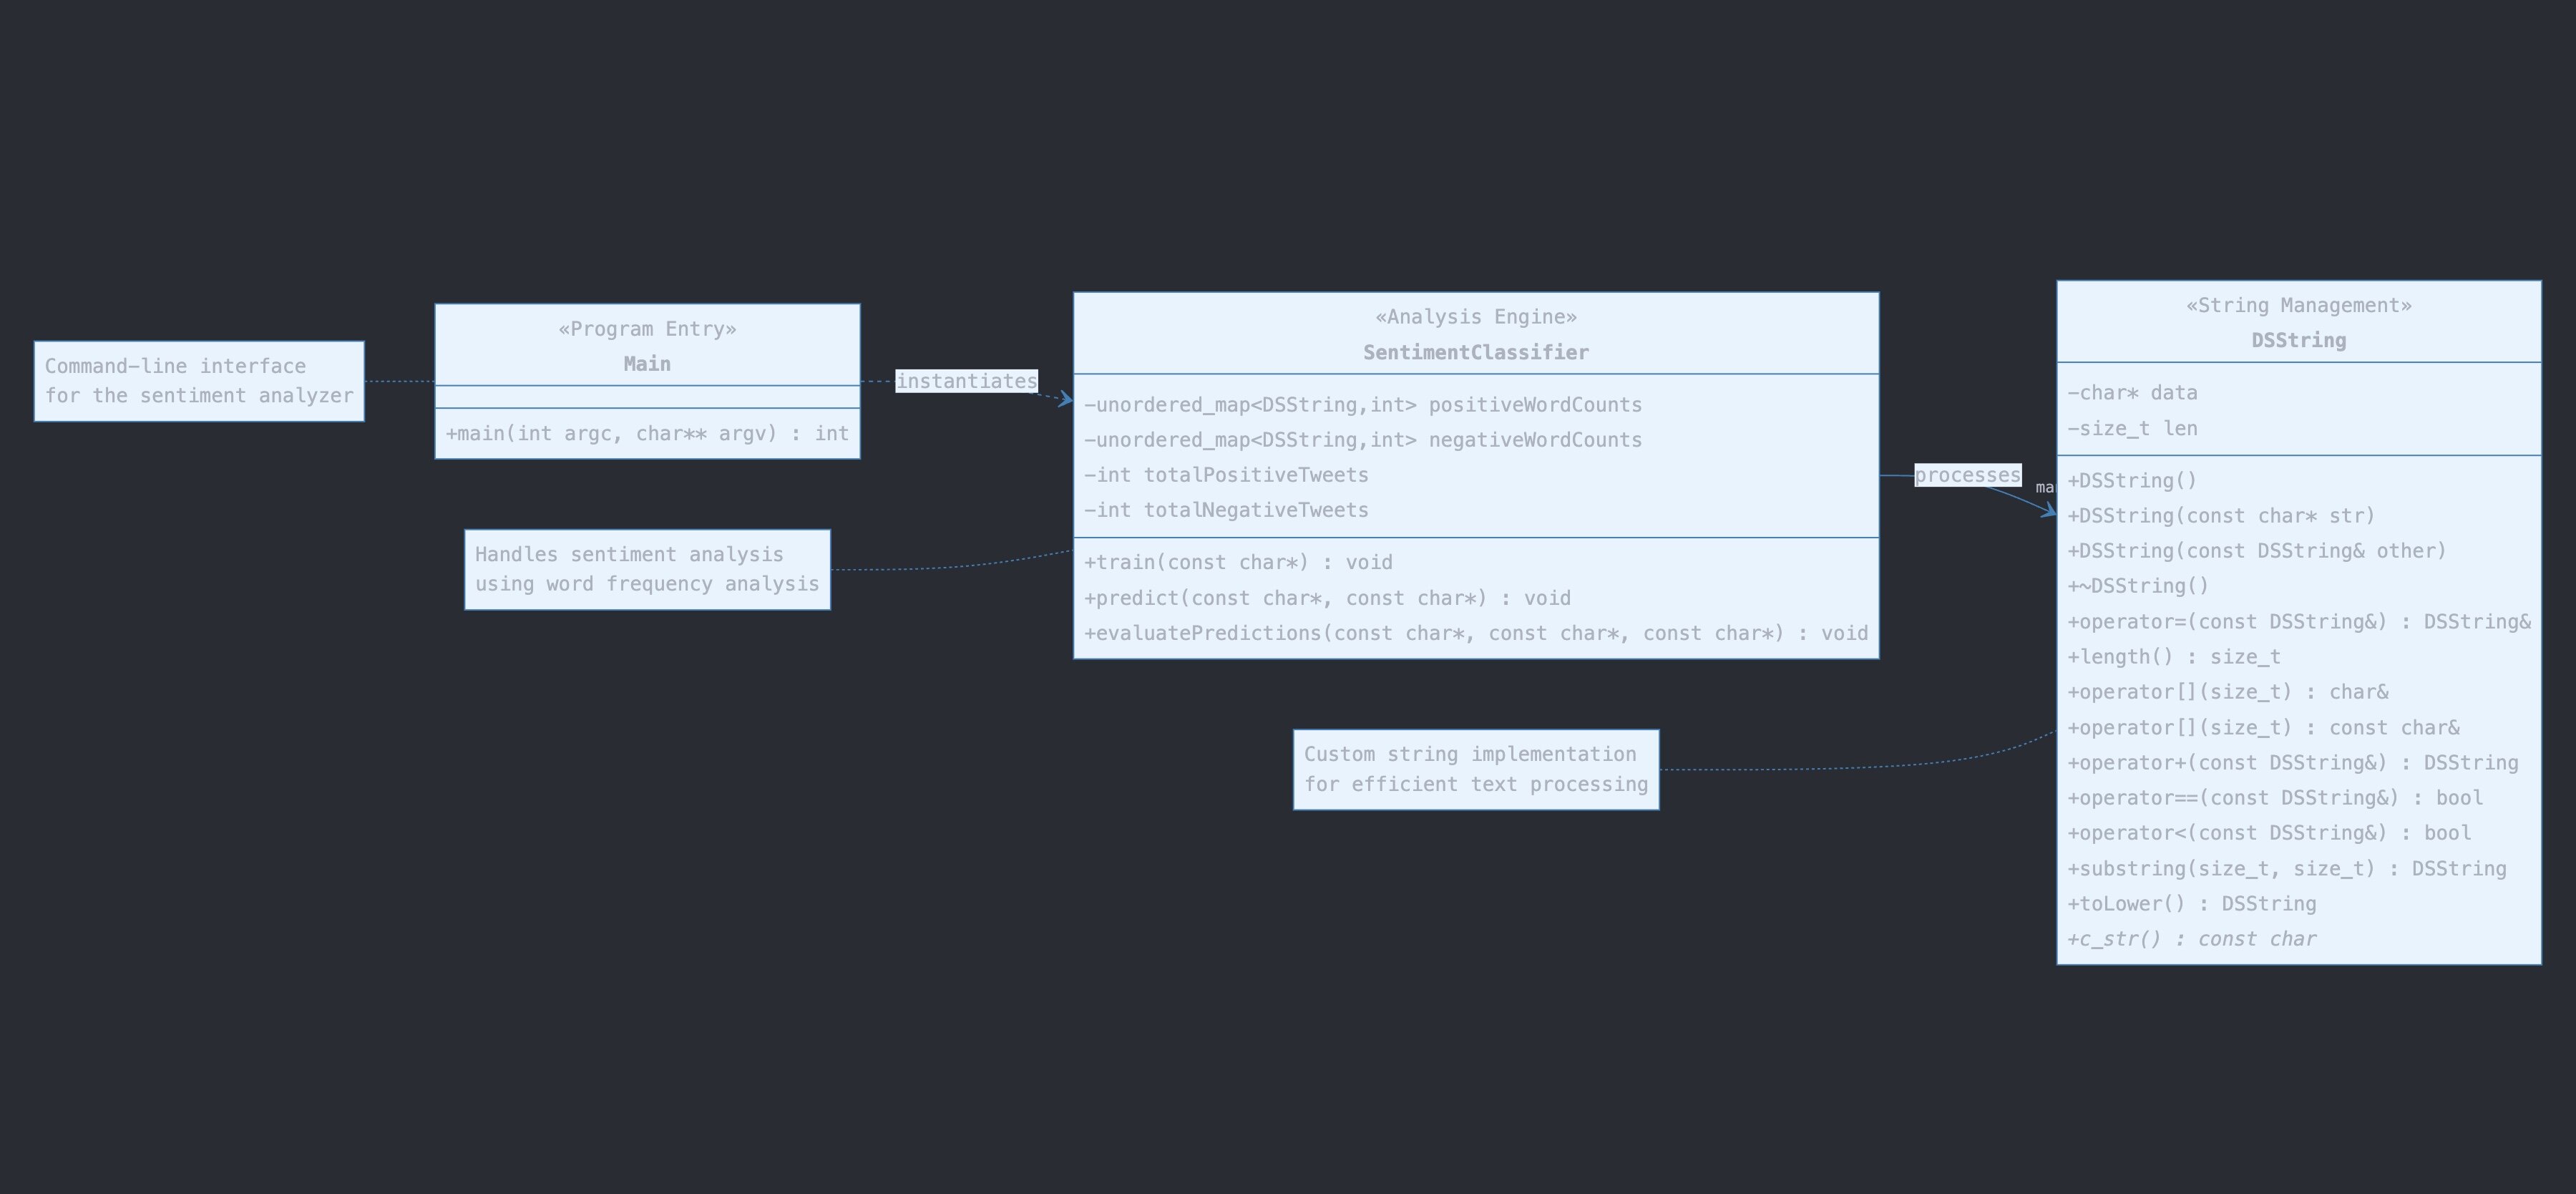 Command-line interface
for the sentiment analyzer
«Program Entry»
Main
+main(int argc, char** argv) : int
instantiates
Handles sentiment analysis
using word frequency analysis
«Analysis Engine»
SentimentClassifier
-unordered_map<DSString,int> positiveWordCounts
-unordered_map<DSString,int> negativeWordCounts
-int totalPositiveTweets
-int totalNegativeTweets
+train(const char*) : void
+predict(const char*, const char*) : void
+evaluatePredictions(const char*, const char*, const char*) : void
processes
Custom string implementation
for efficient text processing
«String Management»
DSString
-char* data
-size_t len
+DSString()
+DSString(const char* str)
+DSString(const DSString& other)
+~DSString()
+operator=(const DSString&) : DSString&
+length() : size_t
+operator[](size_t) : char&
+operator[](size_t) : const char&
+operator+(const DSString&) : DSString
+operator==(const DSString&) : bool
+operator<(const DSString&) : bool
+substring(size_t, size_t) : DSString
+toLower() : DSString
+c_str() : const char